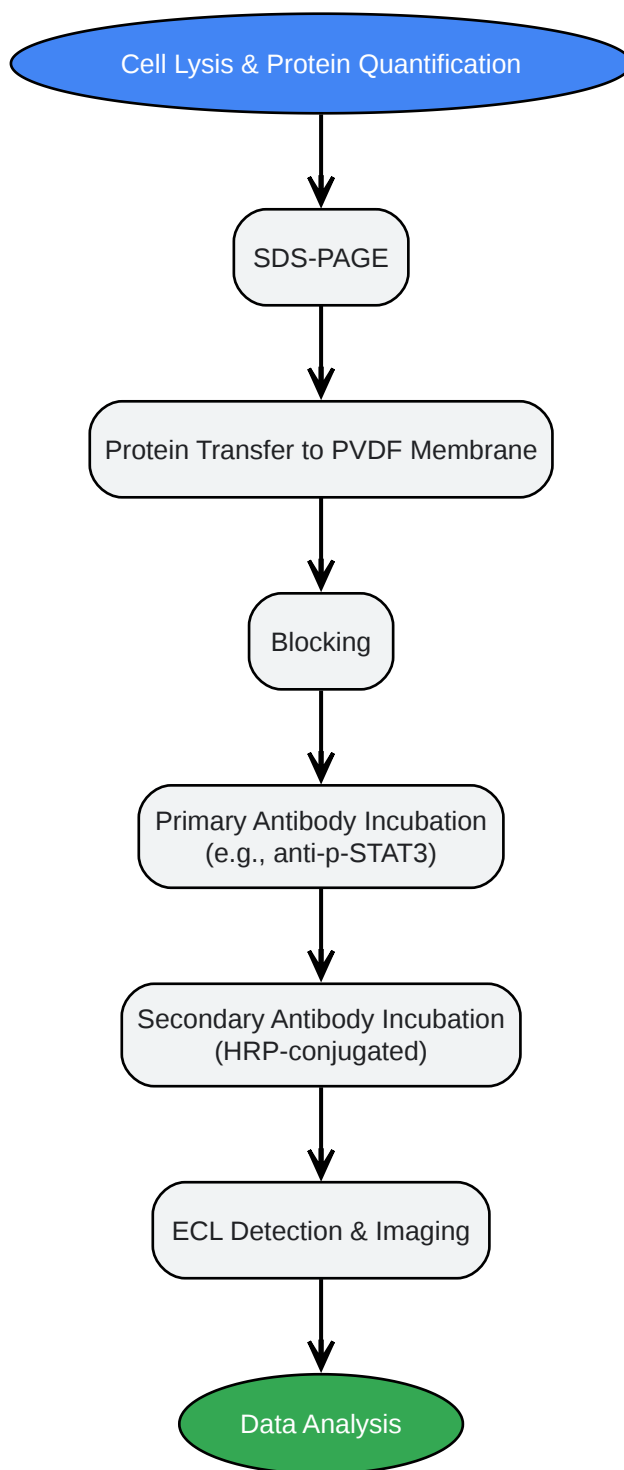 Cell Lysis & Protein Quantification
SDS-PAGE
Protein Transfer to PVDF Membrane
Blocking
Primary Antibody Incubation
(e.g., anti-p-STAT3)
Secondary Antibody Incubation
(HRP-conjugated)
ECL Detection & Imaging
Data Analysis